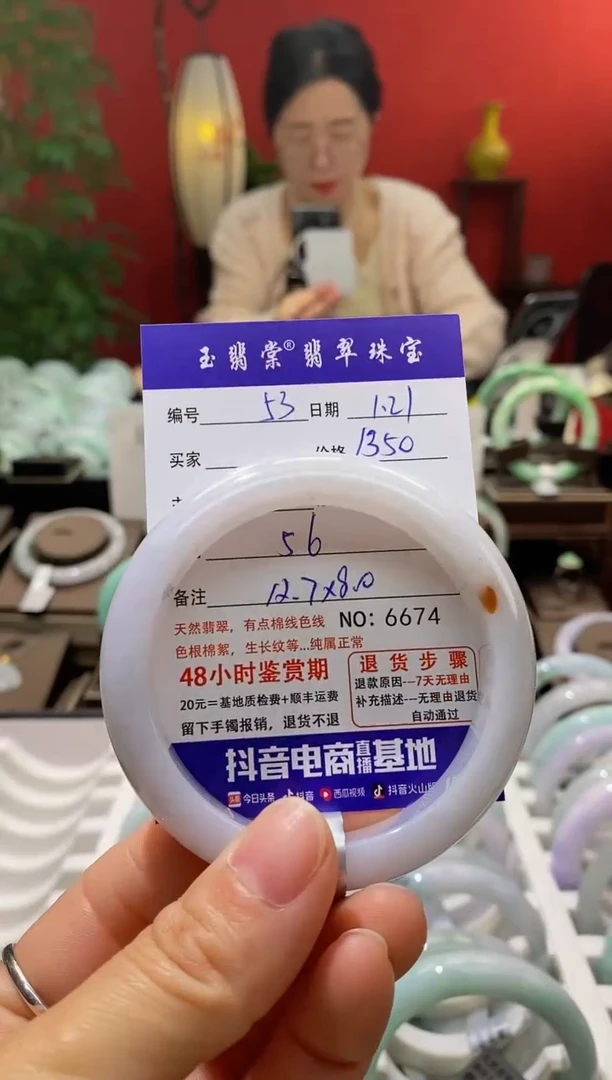 玉翡棠®翡翠珠宝
编号 53 日期 1.21
买家 价格 1350
56
备注 12.7x8.0
天然翡翠，有点棉线色线 NO: 6674
色根棉絮，生长纹等...纯属正常
48小时鉴赏期
20元=基地质检费+顺丰运费
留下手镯报销，退货不退
退货步骤
退款原因---7天无理由
补充描述---无理由退货
自动通过
抖音电商直播基地
头条 今日头条 抖音 西瓜视频 抖音火山版